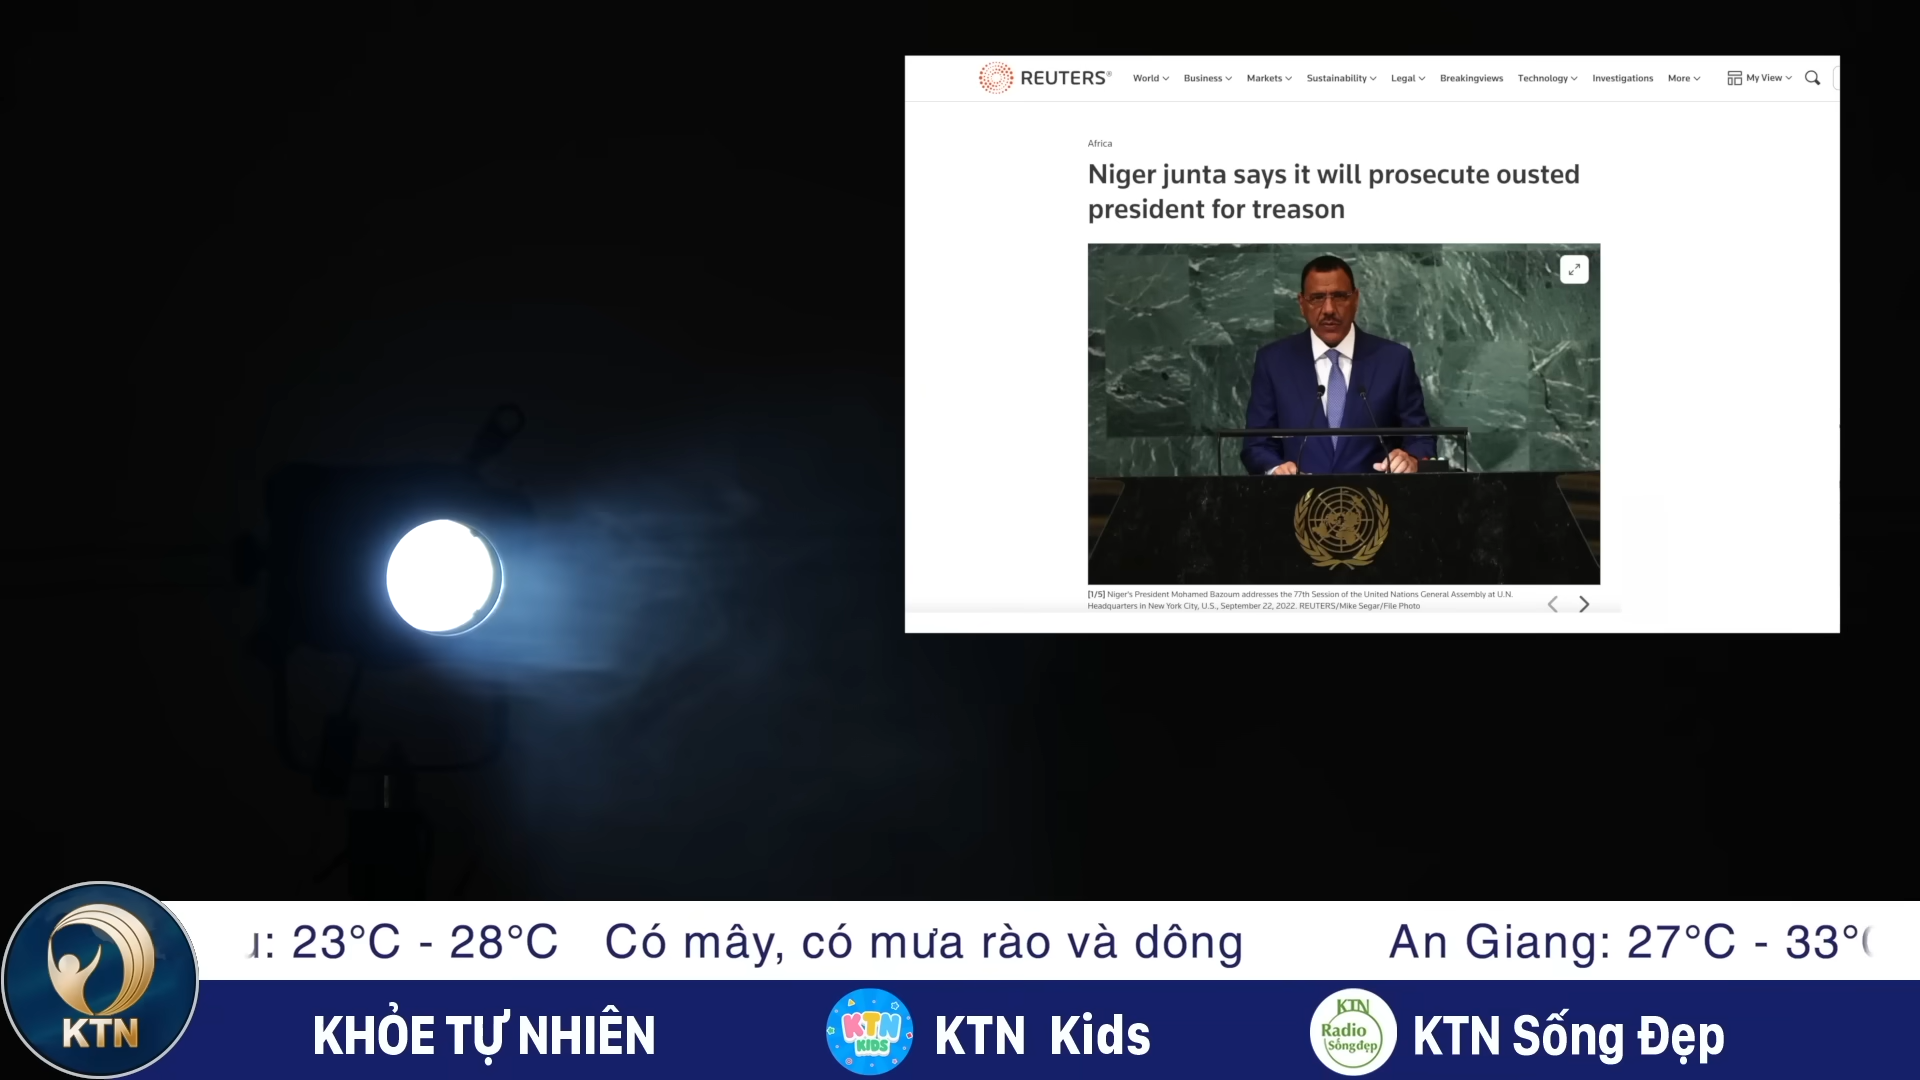 REUTERS®
World Business Markets Sustainability Legal Breakingviews Technology Investigations More My View
Africa
Niger junta says it will prosecute ousted
president for treason
[1/5] Niger's President Mohamed Bazoum addresses the 77th Session of the United Nations General Assembly at U.N.
Headquarters in New York City, U.S., September 22, 2022. REUTERS/Mike Segar/File Photo
: 23°C - 28°C Có mây, có mưa rào và dông An Giang: 27°C - 33°
KTN
KHỎE TỰ NHIÊN
KTN
KIDS
KTN Kids
KTN
Radio
Sốngđẹp
KTN Sống Đẹp